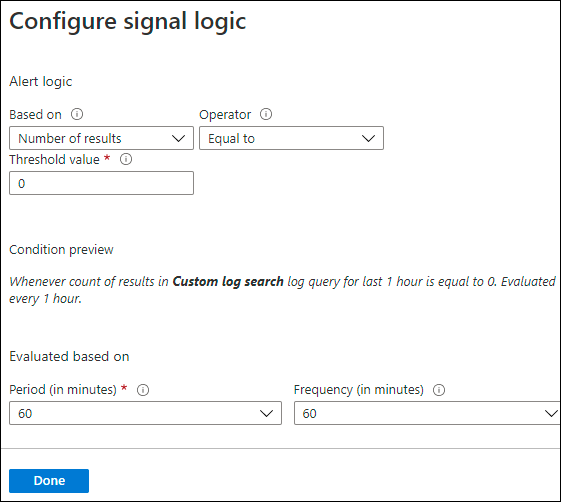 Configure signal logic
Alert logic
Based on Operator
Number of results Equal to
Threshold value *
0
Condition preview
Whenever count of results in Custom log search log query for last 1 hour is equal to 0. Evaluated
every 1 hour.
Evaluated based on
Period (in minutes) * Frequency (in minutes)
60 60
Done